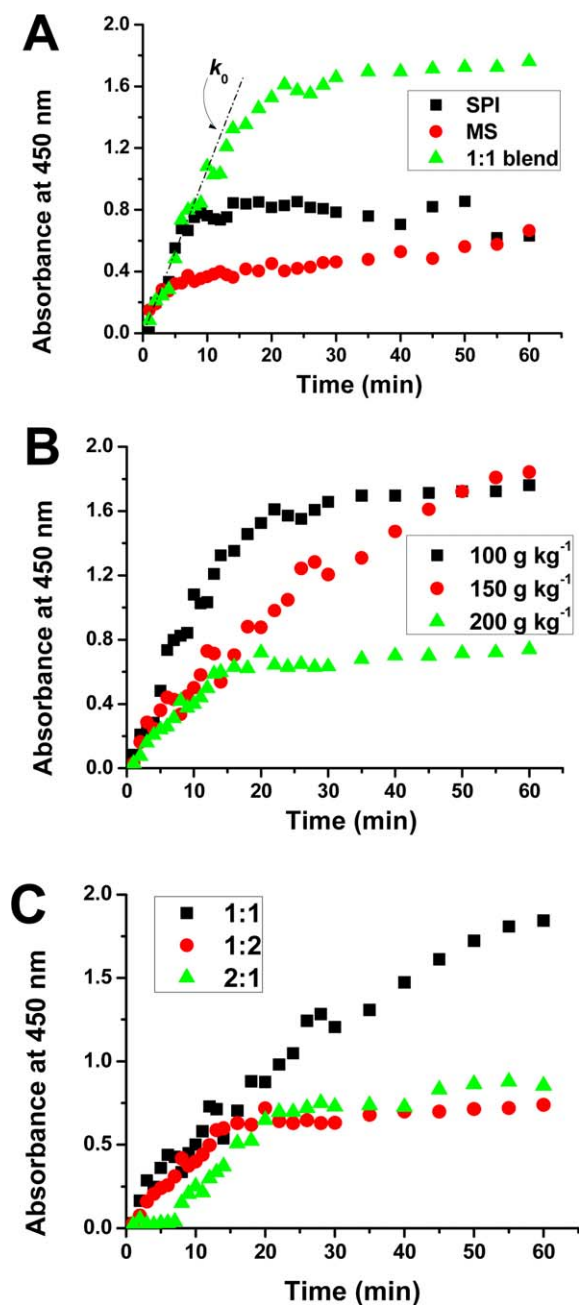 A
k₀
1.8
1.6
1.2
0.8
0.4
0.0
SPI
MS
1:1 blend
Absorbance at 450 nm
0 10 20 30 40 50 60
Time (min)
B
2.0
1.6
1.2
0.8
0.4
0.0
100 g kg⁻¹
150 g kg⁻¹
200 g kg⁻¹
Absorbance at 450 nm
0 10 20 30 40 50 60
Time (min)
C
2.0
1.5
1.0
0.5
0.0
1:1
1:2
2:1
Absorbance at 450 nm
0 10 20 30 40 50 60
Time (min)